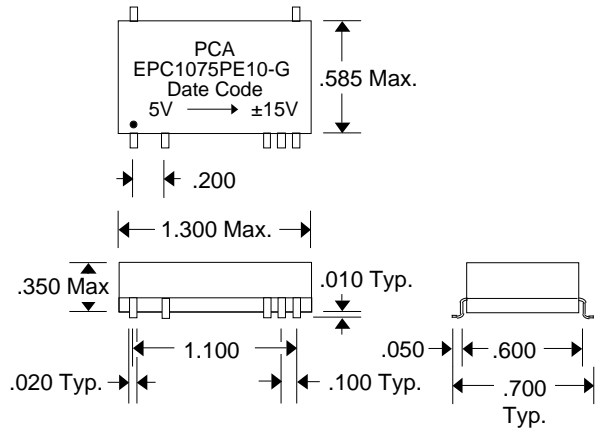 PCA
EPC1075PE10-G
Date Code
5V ±15V
.585 Max.
.200
1.300 Max.
.350 Max
.010 Typ.
1.100
.020 Typ.
.100 Typ.
.050
.600
.700
Typ.